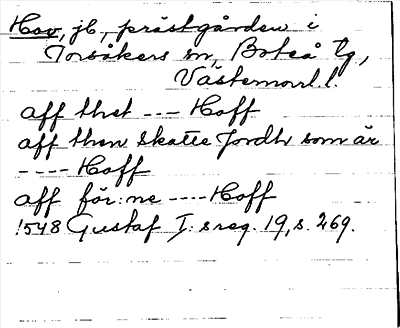 Hov, jb, prästgården i
Torsåkers sn, Boteå tg,
Västernorrl. l.
aff thet --- Hoff
aff then skatte Jordh som är
---- Hoff
aff för:ne ---- Hoff
1548 Gustaf I: s reg. 19, s. 269.